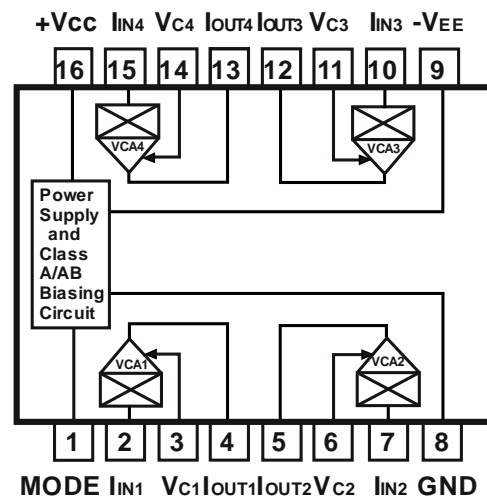 +VCC IIN4 VC4 IOUT4 IOUT3 VC3 IIN3 -VEE
16 15 14 13 12 11 10 9
VCA4 VCA3
Power
Supply
and
Class
A/AB
Biasing
Circuit
VCA1 VCA2
1 2 3 4 5 6 7 8
MODE IIN1 VC1 IOUT1 IOUT2 VC2 IIN2 GND